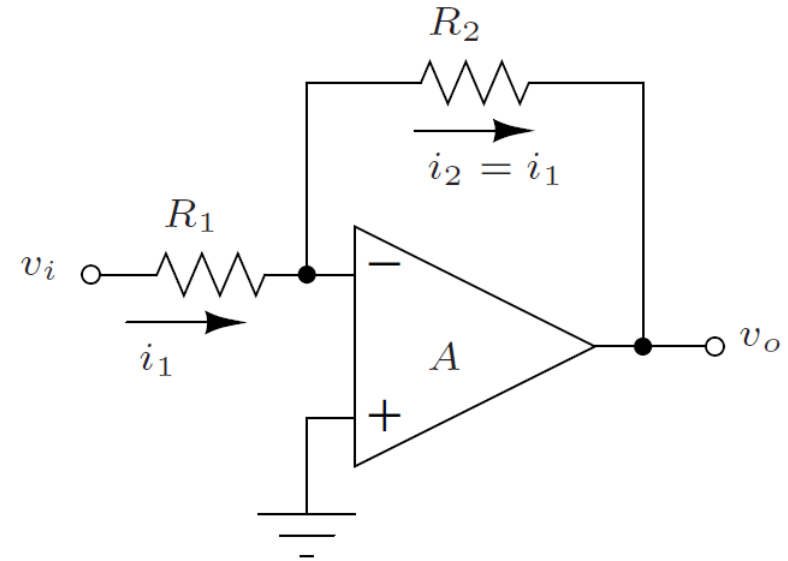 R₂
i₂ = i₁
R₁
vᵢ
−
i₁
A
vₒ
+